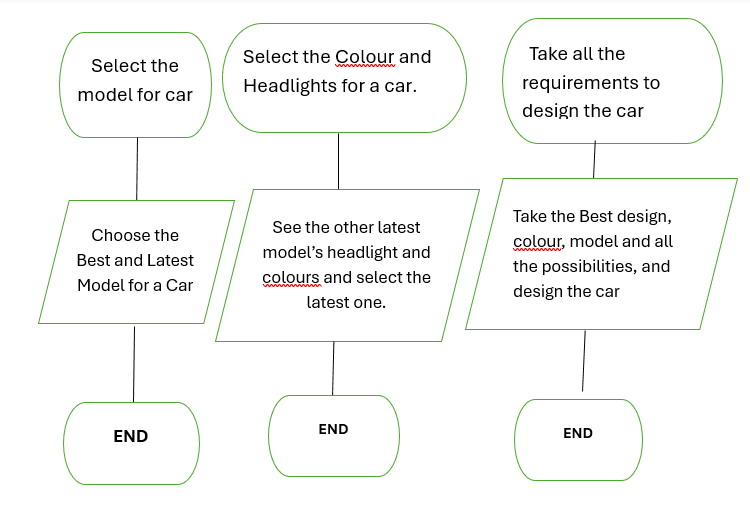 Select the
model for car
Select the Colour and
Headlights for a car.
Take all the
requirements to
design the car
Choose the
Best and Latest
Model for a Car
See the other latest
model’s headlight and
colours and select the
latest one.
Take the Best design,
colour, model and all
the possibilities, and
design the car
END
END
END